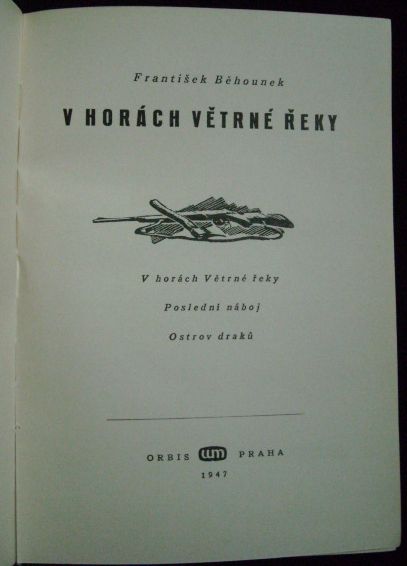 František Běhounek
V HORÁCH VĚTRNÉ ŘEKY
V horách Větrné řeky
Poslední náboj
Ostrov draků
ORBIS PRAHA
1947